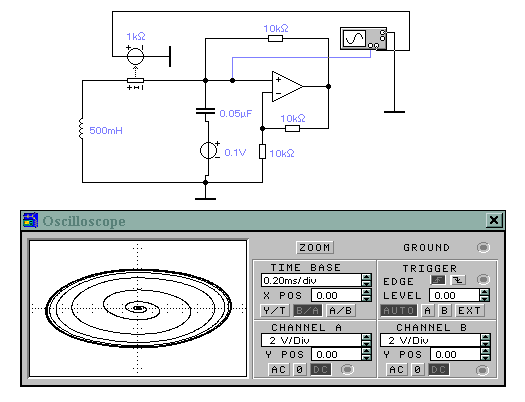 1kΩ
10kΩ
500mH
0.05µF
0.1V
10kΩ
10kΩ
Oscilloscope
ZOOM
GROUND
TIME BASE
0.20ms/div
X POS 0.00
Y/T B/A A/B
TRIGGER
EDGE
LEVEL 0.00
AUTO A B EXT
CHANNEL A
2 V/Div
Y POS 0.00
AC 0 DC
CHANNEL B
2 V/Div
Y POS 0.00
AC 0 DC